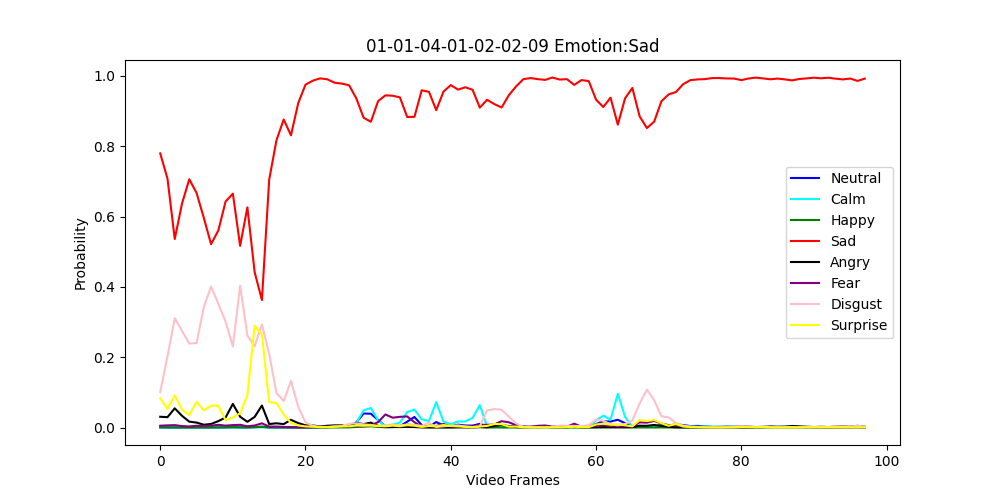 01-01-04-01-02-02-09 Emotion:Sad
Probability
1.0
0.8
0.6
0.4
0.2
0.0
Neutral
Calm
Happy
Sad
Angry
Fear
Disgust
Surprise
0 20 40 60 80 100
Video Frames